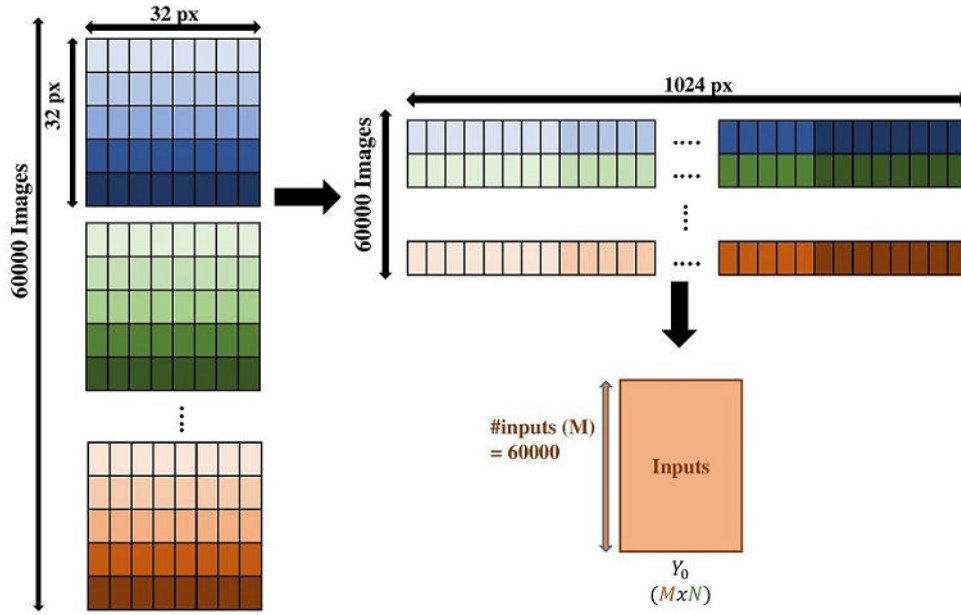 32 px
60000 Images
32 px
1024 px
60000 Images
....
....
....
....
....
#inputs (M)
= 60000
Inputs
Y₀
(MxN)